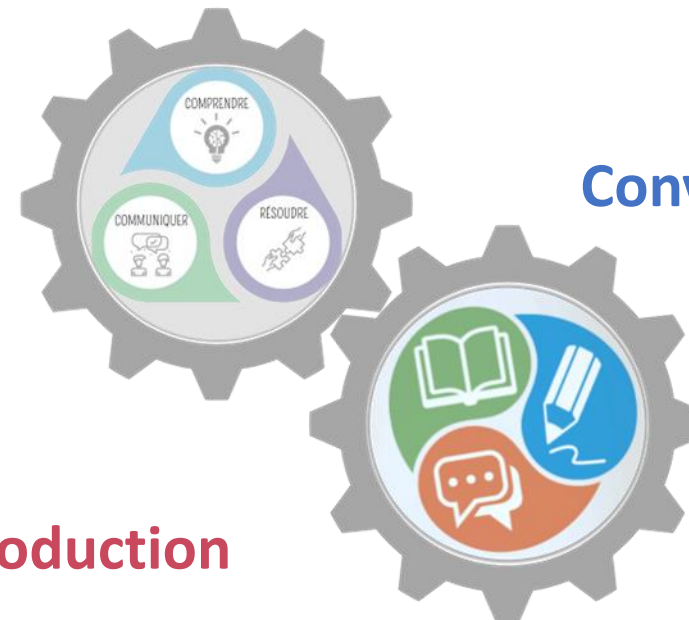 COMPRENDRE
COMMUNIQUER
RÉSOUDRE
Conv
oduction